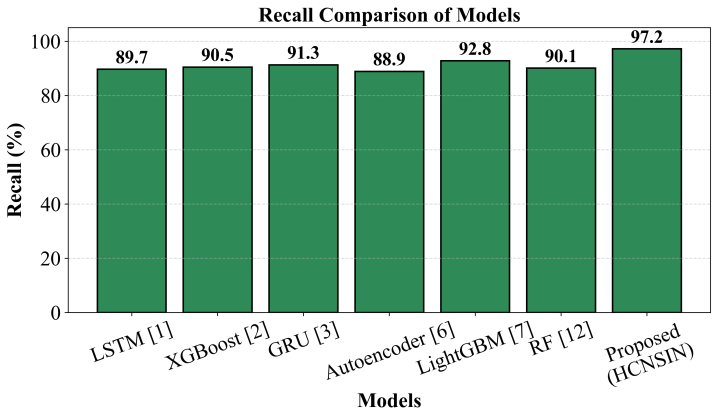 Recall Comparison of Models
Recall (%)
100
80
60
40
20
0
89.7
90.5
91.3
88.9
92.8
90.1
97.2
LSTM [1]
XGBoost [2]
GRU [3]
Autoencoder [6]
LightGBM [7]
RF [12]
Proposed
(HCNSIN)
Models